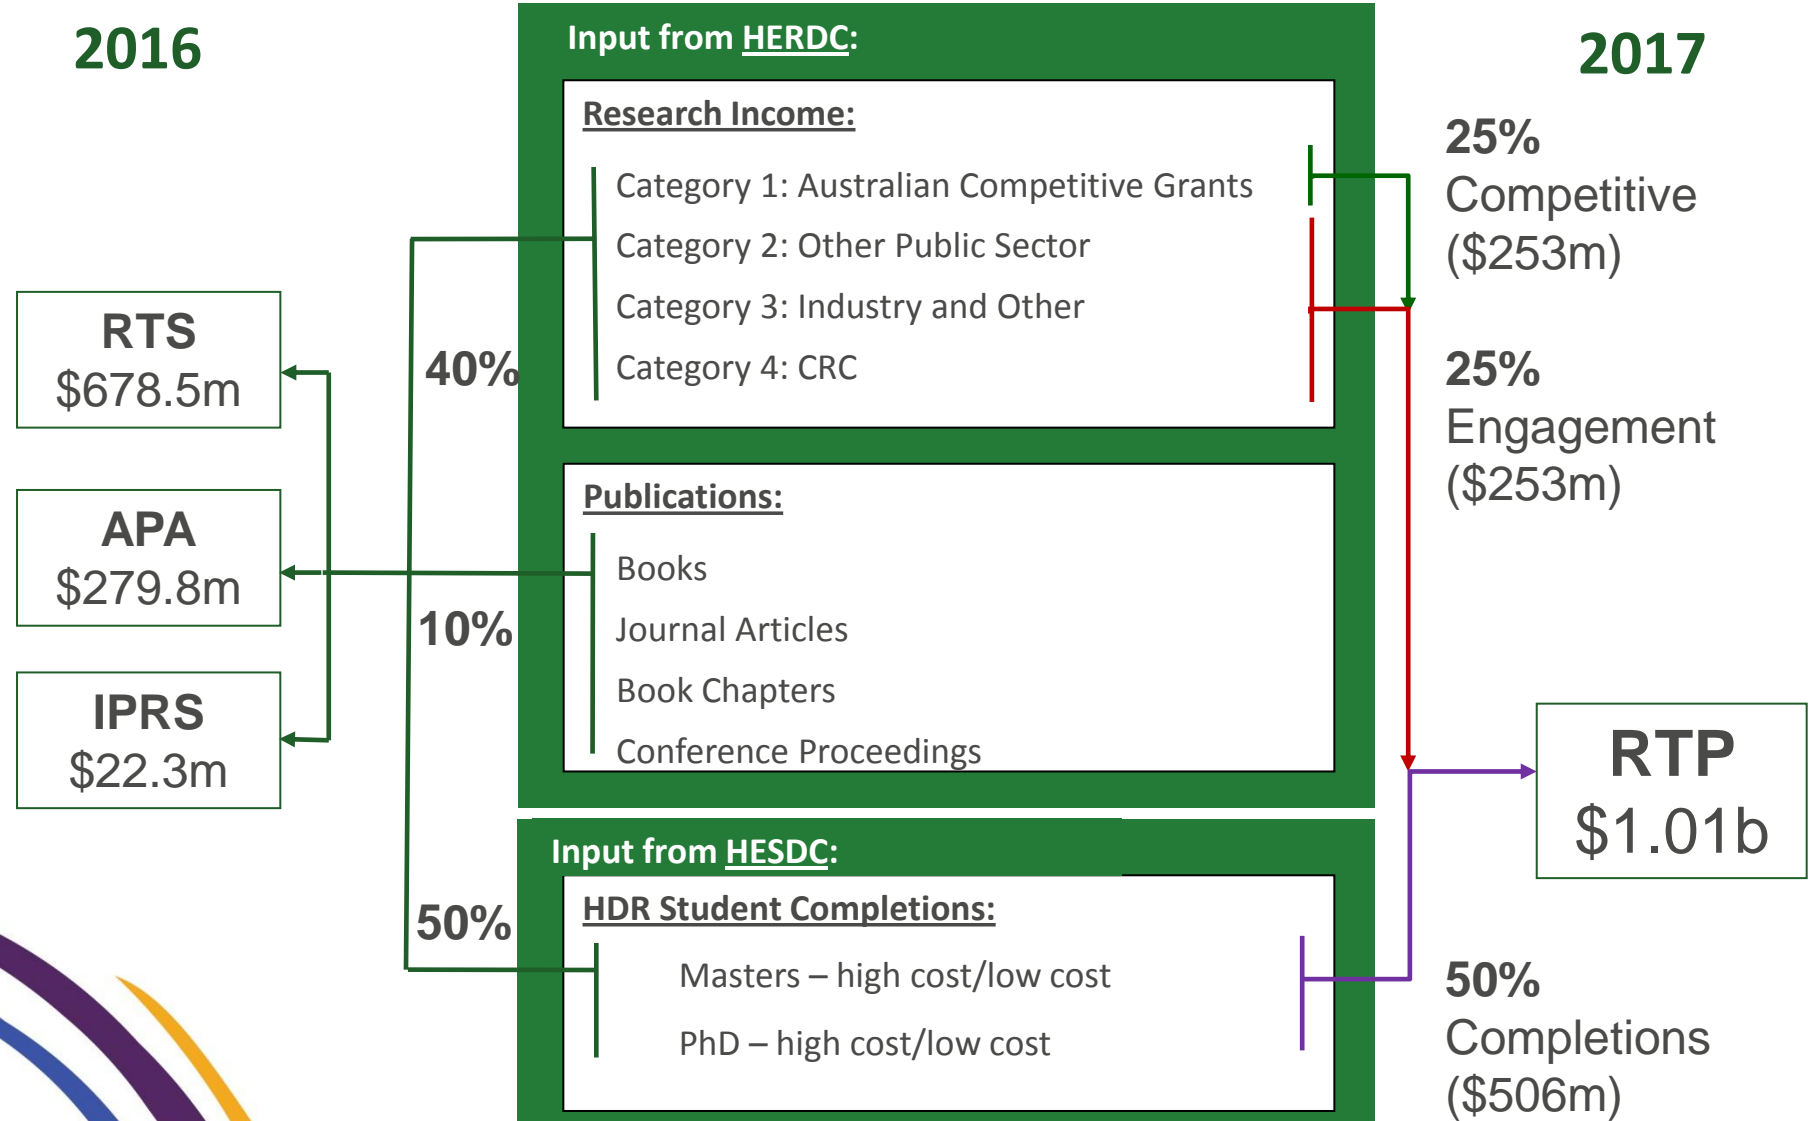 2016
RTS
$678.5m
APA
$279.8m
IPRS
$22.3m
40%
10%
50%
Input from HERDC:
Research Income:
Category 1: Australian Competitive Grants
Category 2: Other Public Sector
Category 3: Industry and Other
Category 4: CRC
Publications:
Books
Journal Articles
Book Chapters
Conference Proceedings
Input from HESDC:
HDR Student Completions:
Masters – high cost/low cost
PhD – high cost/low cost
2017
25%
Competitive
($253m)
25%
Engagement
($253m)
RTP
$1.01b
50%
Completions
($506m)